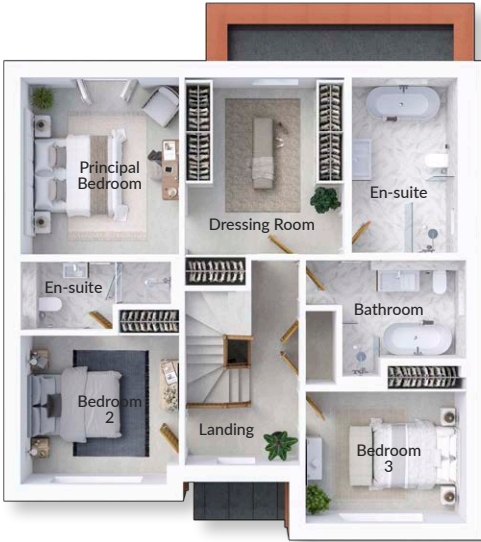 Principal
Bedroom
Dressing Room
En-suite
En-suite
Bathroom
Bedroom
2
Landing
Bedroom
3